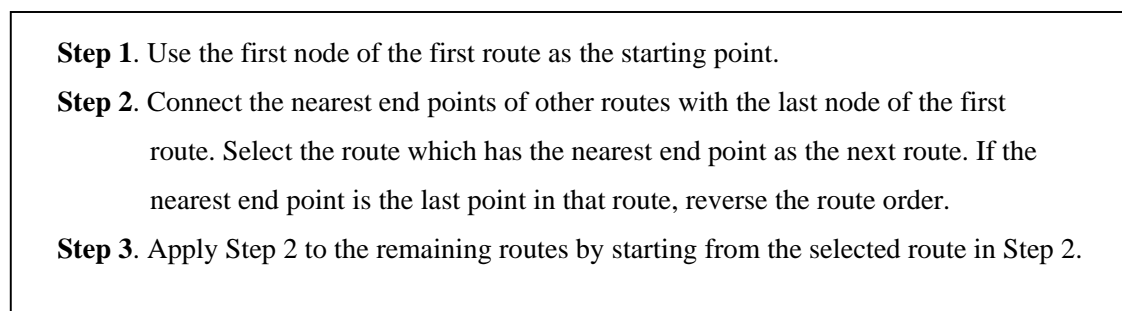 Step 1. Use the first node of the first route as the starting point.
Step 2. Connect the nearest end points of other routes with the last node of the first
route. Select the route which has the nearest end point as the next route. If the
nearest end point is the last point in that route, reverse the route order.
Step 3. Apply Step 2 to the remaining routes by starting from the selected route in Step 2.